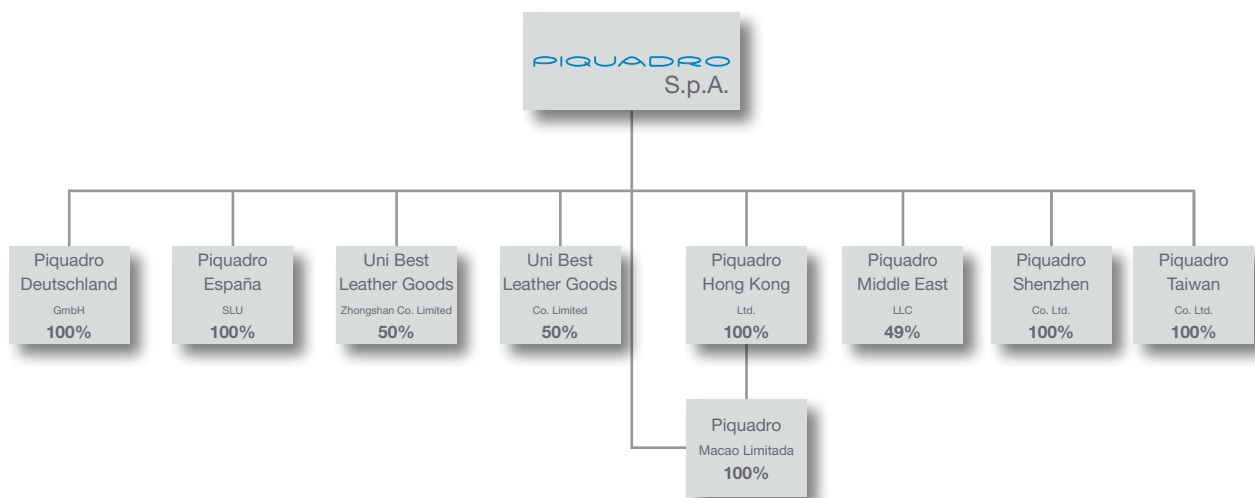 PIQUADRO
S.p.A.
Piquadro
Deutschland
GmbH
100%
Piquadro
España
SLU
100%
Uni Best
Leather Goods
Zhongshan Co. Limited
50%
Uni Best
Leather Goods
Co. Limited
50%
Piquadro
Hong Kong
Ltd.
100%
Piquadro
Middle East
LLC
49%
Piquadro
Shenzhen
Co. Ltd.
100%
Piquadro
Taiwan
Co. Ltd.
100%
Piquadro
Macao Limitada
100%